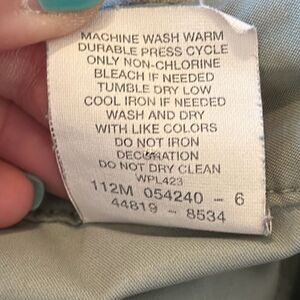 MACHINE WASH WARM
DURABLE PRESS CYCLE
ONLY NON-CHLORINE
BLEACH IF NEEDED
TUMBLE DRY LOW
COOL IRON IF NEEDED
WASH AND DRY
WITH LIKE COLORS
DO NOT IRON
DECORATION
DO NOT DRY CLEAN
WPL423
112M 054240 - 6
44819 - 8534